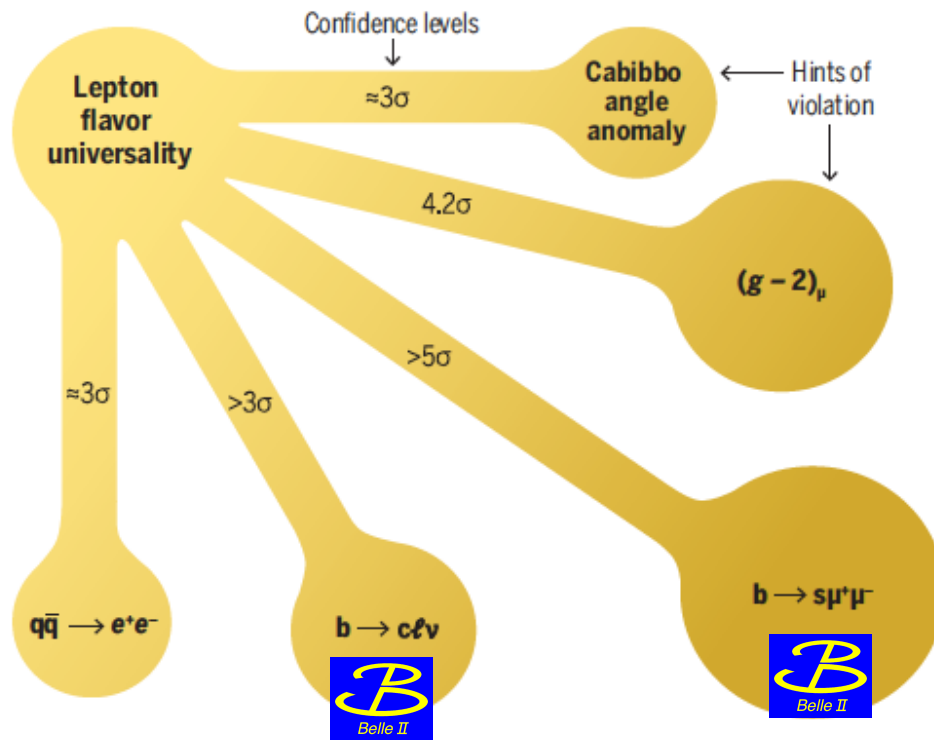 Confidence levels
Lepton
flavor
universality
≈3σ
Cabibbo
angle
anomaly
Hints of
violation
4.2σ
(g − 2)μ
>5σ
≈3σ
>3σ
qq̄ → e⁺e⁻
b → cℓν
b → sμ⁺μ⁻
B
Belle II
B
Belle II